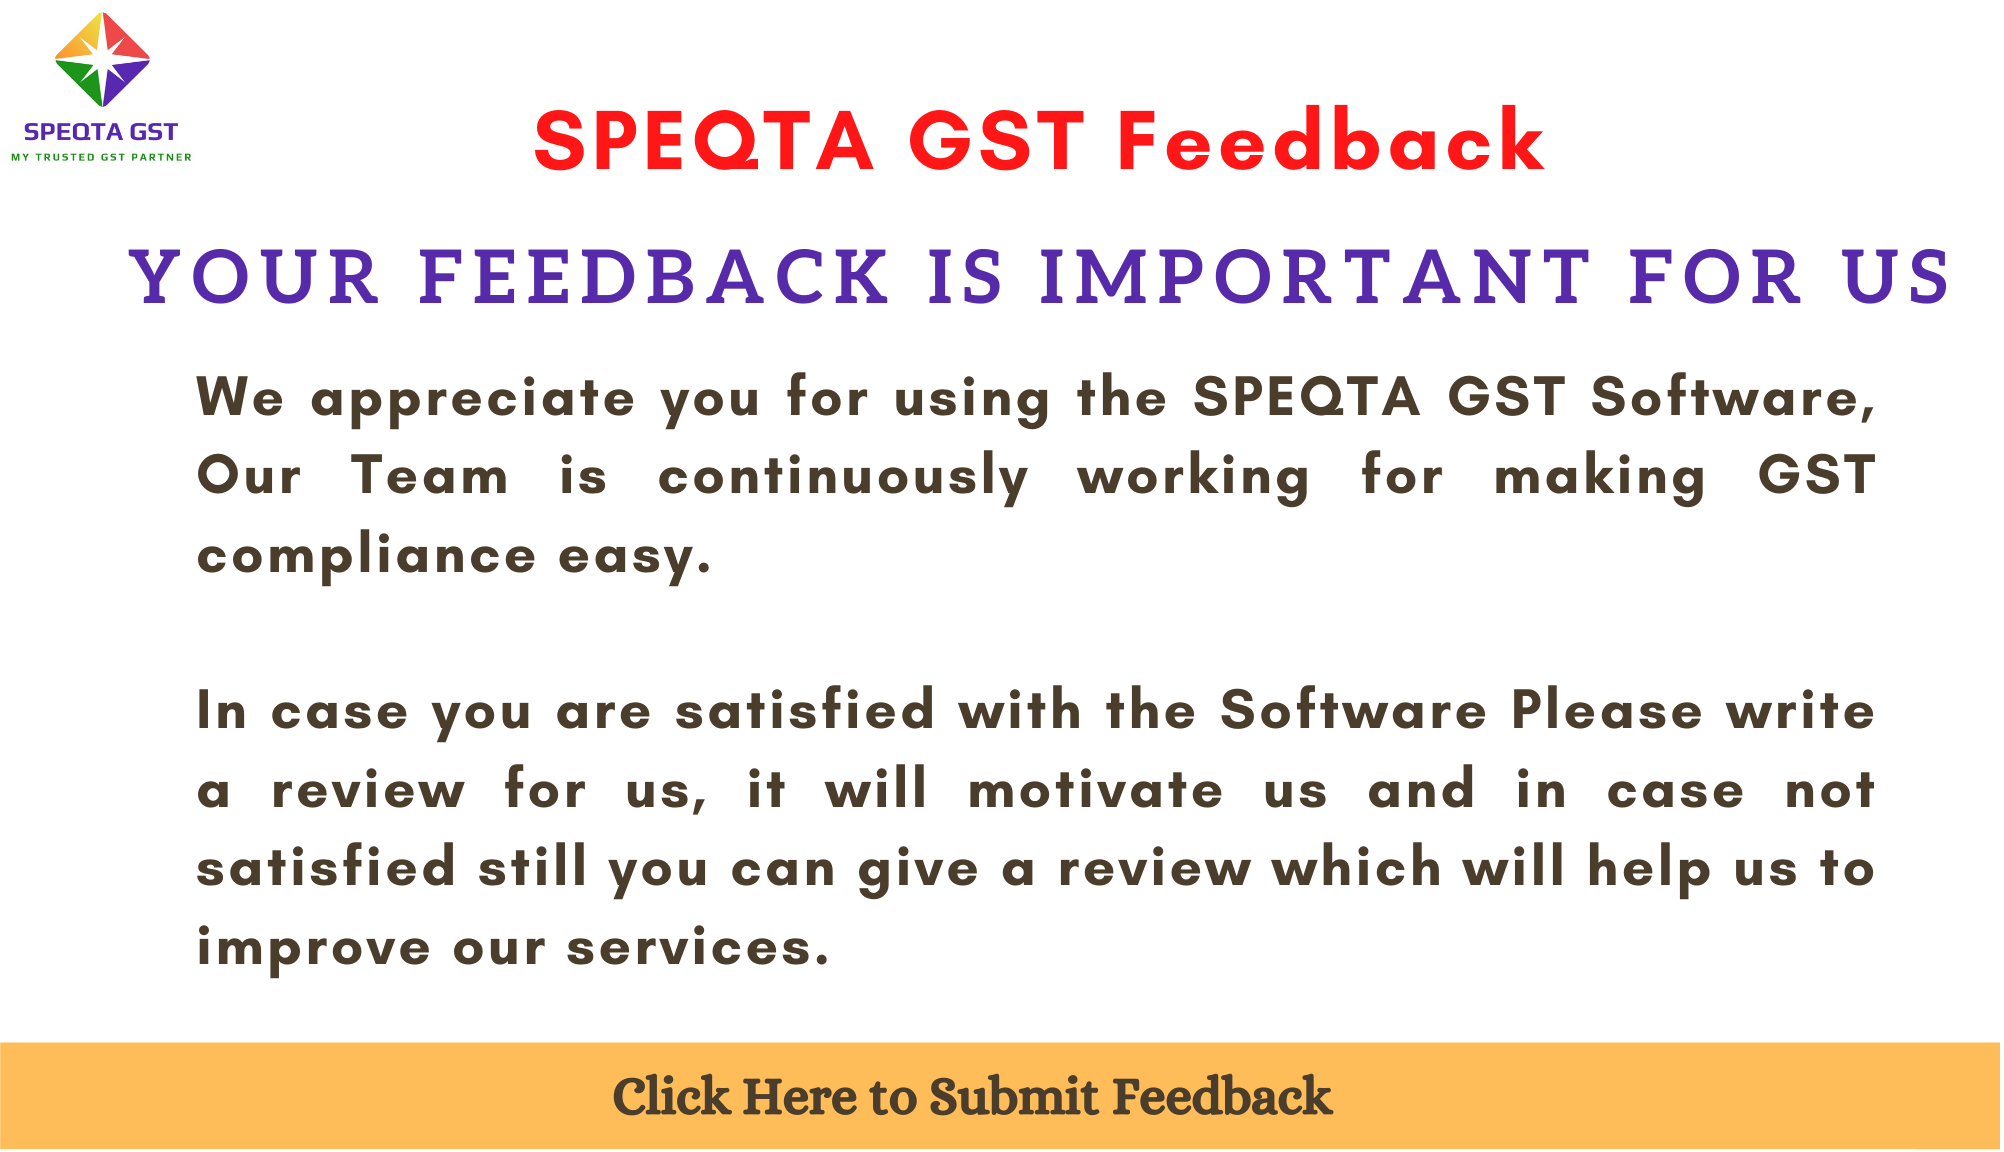 SPEQTA GST
MY TRUSTED GST PARTNER
SPEQTA GST Feedback
YOUR FEEDBACK IS IMPORTANT FOR US
We appreciate you for using the SPEQTA GST Software,
Our Team is continuously working for making GST
compliance easy.
In case you are satisfied with the Software Please write
a review for us, it will motivate us and in case not
satisfied still you can give a review which will help us to
improve our services.
Click Here to Submit Feedback